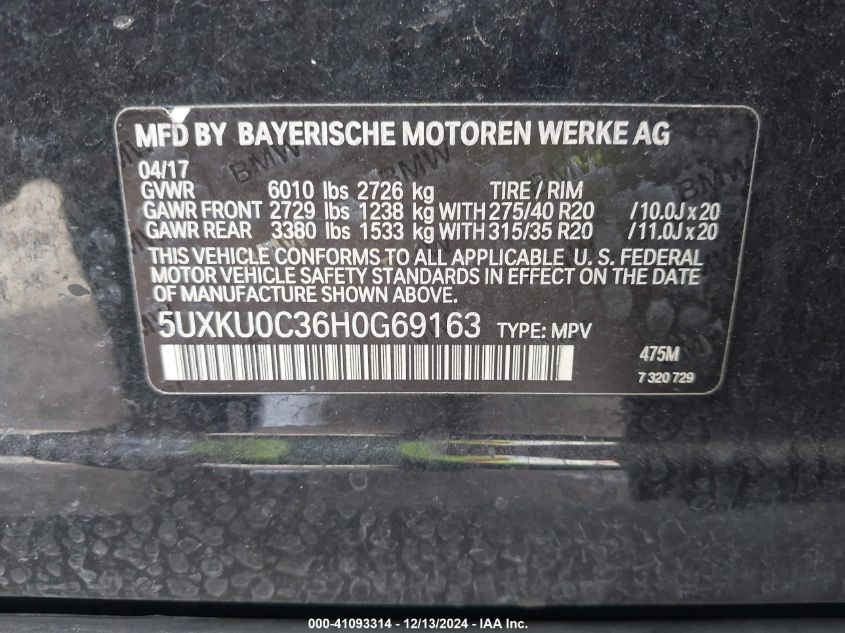 MFD BY BAYERISCHE MOTOREN WERKE AG
04/17
GVWR 6010 lbs 2726 kg TIRE / RIM
GAWR FRONT 2729 lbs 1238 kg WITH 275/40 R20 /10.0J x 20
GAWR REAR 3380 lbs 1533 kg WITH 315/35 R20 /11.0J x 20
THIS VEHICLE CONFORMS TO ALL APPLICABLE U. S. FEDERAL
MOTOR VEHICLE SAFETY STANDARDS IN EFFECT ON THE DATE
OF MANUFACTURE SHOWN ABOVE.
5UXKU0C36H0G69163 TYPE: MPV
475M
7 320 729
000-41093314 - 12/13/2024 - IAA Inc.